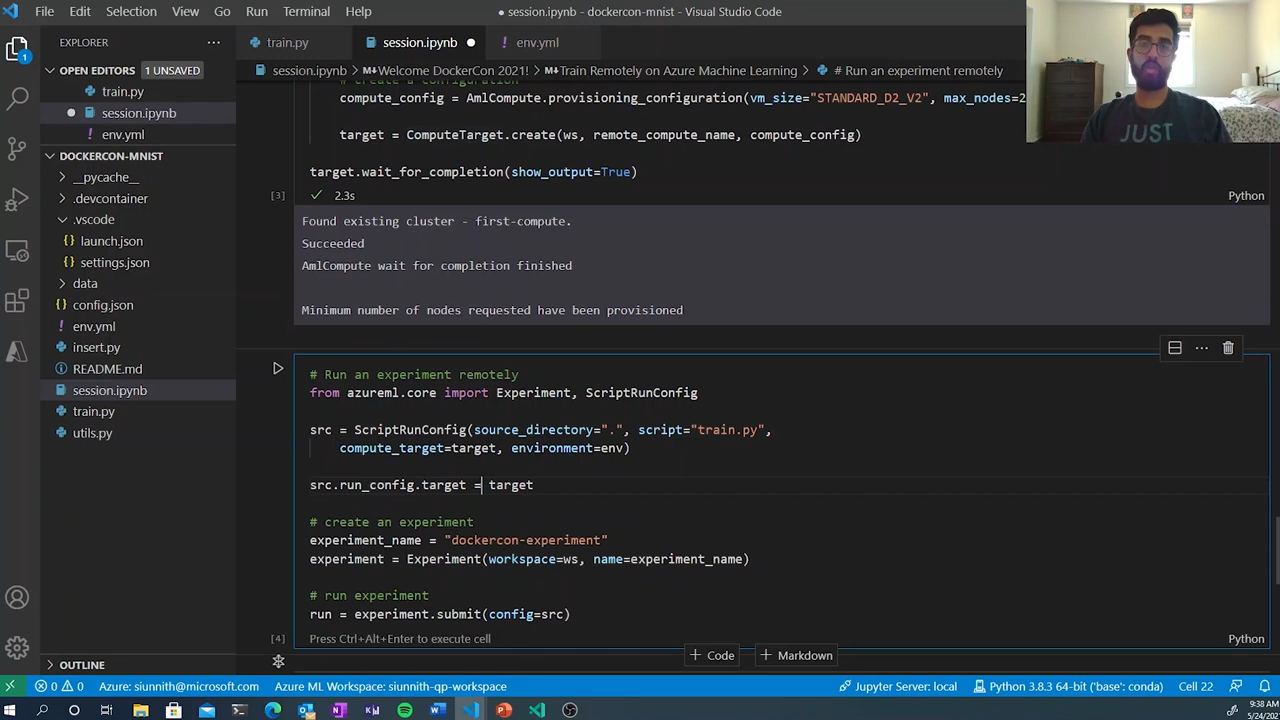 File Edit Selection View Go Run Terminal Help
session.ipynb - dockercon-mnist - Visual Studio Code
EXPLORER
OPEN EDITORS 1 UNSAVED
train.py
session.ipynb
env.yml
DOCKERCON-MNIST
__pycache__
.devcontainer
.vscode
launch.json
settings.json
data
config.json
env.yml
insert.py
README.md
session.ipynb
train.py
utils.py
OUTLINE
1
train.py session.ipynb env.yml
session.ipynb > Welcome DockerCon 2021! > Train Remotely on Azure Machine Learning > # Run an experiment remotely
# Create a configuration
compute_config = AmlCompute.provisioning_configuration(vm_size="STANDARD_D2_V2", max_nodes=2
target = ComputeTarget.create(ws, remote_compute_name, compute_config)
target.wait_for_completion(show_output=True)
[3] 2.3s Python
Found existing cluster - first-compute.
Succeeded
AmlCompute wait for completion finished
Minimum number of nodes requested have been provisioned
# Run an experiment remotely
from azureml.core import Experiment, ScriptRunConfig
src = ScriptRunConfig(source_directory=".", script="train.py",
compute_target=target, environment=env)
src.run_config.target = target
# create an experiment
experiment_name = "dockercon-experiment"
experiment = Experiment(workspace=ws, name=experiment_name)
# run experiment
run = experiment.submit(config=src)
[4] Press Ctrl+Alt+Enter to execute cell Python
+ Code + Markdown
JUST
0 0 Azure: siunnith@microsoft.com Azure ML Workspace: siunnith-qp-workspace Jupyter Server: local Python 3.8.3 64-bit ('base': conda) Cell 22
9:38 AM